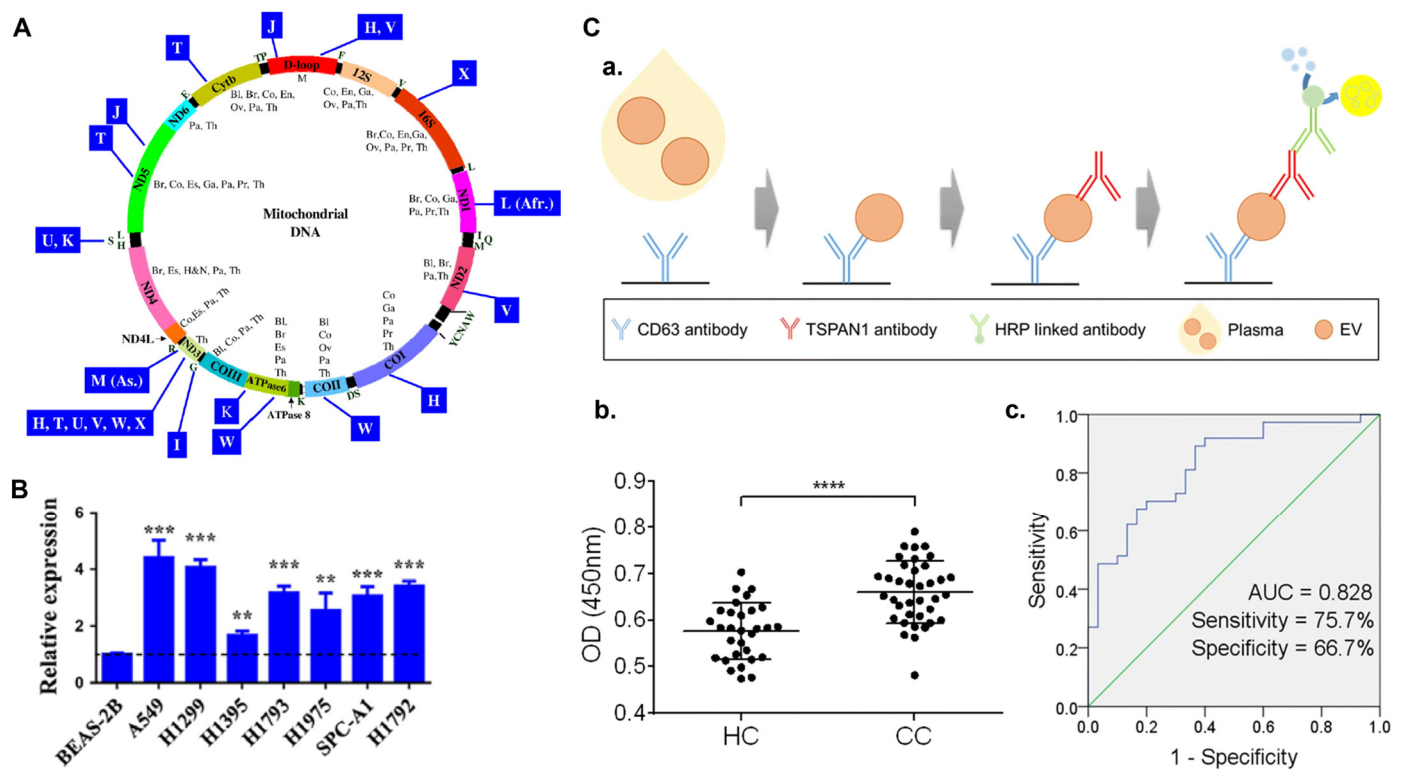 A
T
J
H, V
TP
D-loop
F
M
Cytb
12S
V
X
E
Bl, Br, Co, En,
Ov, Pa, Th
Co, En, Ga,
Ov, Pa,Th
ND6
Pa, Th
16S
J
T
Br,Co, En,Ga,
Ov, Pa, Pr, Th
L
ND5
Br, Co, Es, Ga, Pa, Pr, Th
Br, Co, Ga,
Pa, Pr,Th
ND1
L (Afr.)
Mitochondrial
DNA
U, K
S
L
H
I
Q
M
Br, Es, H&N, Pa, Th
Bl, Br,
Pa,Th
ND2
ND4
V
Co,Es, Pa, Th
Co
Ga
Pa
Pr
Th
YCNAW
ND4L
R
ND3
Th
Bl, Co, Pa, Th
Bl,
Br
Es
Pa
Th
Bl
Co
Ov
Pa
Th
COI
M (As.)
G
COIII
ATPase6
K
COII
DS
H
K
ATPase 8
H, T, U, V, W, X
I
W
W
B
Relative expression
6
4
2
0
***
***
**
***
**
***
***
BEAS-2B
A549
H1299
H1395
H1793
H1975
SPC-A1
H1792
C
a.
CD63 antibody
TSPAN1 antibody
HRP linked antibody
Plasma
EV
b.
OD (450nm)
0.9
0.8
0.7
0.6
0.5
0.4
****
HC
CC
c.
Sensitivity
1.0
0.8
0.6
0.4
0.2
0.0
AUC = 0.828
Sensitivity = 75.7%
Specificity = 66.7%
0.0
0.2
0.4
0.6
0.8
1.0
1 - Specificity